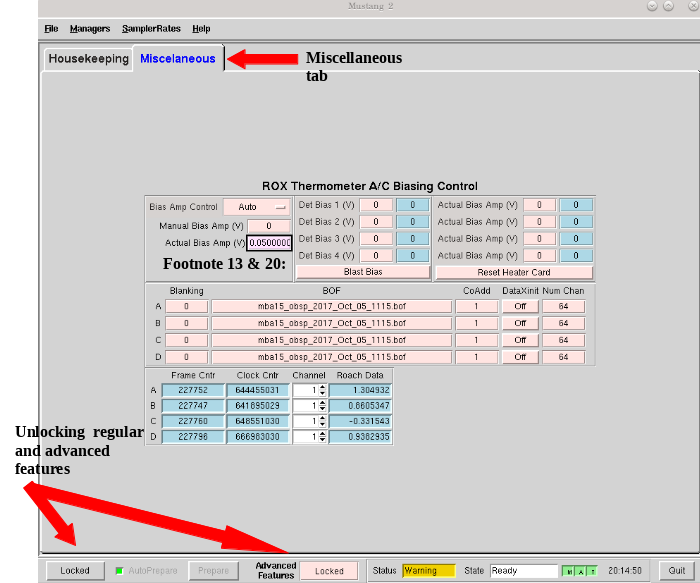 Mustang 2
File Managers SamplerRates Help
Housekeeping Miscelaneous
Miscellaneous
tab
ROX Thermometer A/C Biasing Control
Bias Amp Control Auto Det Bias 1 (V) 0 0 Actual Bias Amp (V) 0 0
Manual Bias Amp (V) 0 Det Bias 2 (V) 0 0 Actual Bias Amp (V) 0 0
Actual Bias Amp (V) 0.0500000 Det Bias 3 (V) 0 0 Actual Bias Amp (V) 0 0
Footnote 13 & 20: Det Bias 4 (V) 0 0 Actual Bias Amp (V) 0 0
Blast Bias Reset Heater Card
Blanking BOF CoAdd DataXinit Num Chan
A 0 mba15_obsp_2017_Oct_05_1115.bof 1 Off 64
B 0 mba15_obsp_2017_Oct_05_1115.bof 1 Off 64
C 0 mba15_obsp_2017_Oct_05_1115.bof 1 Off 64
D 0 mba15_obsp_2017_Oct_05_1115.bof 1 Off 64
Frame Cntr Clock Cntr Channel Roach Data
A 227752 644455031 1 1.304932
B 227747 641895029 1 0.6605347
C 227760 648551030 1 -0.331543
D 227796 666983030 1 0.9382935
Unlocking regular
and advanced
features
Locked AutoPrepare Prepare Advanced Features Locked Status Warning State Ready M A T 20:14:50 Quit